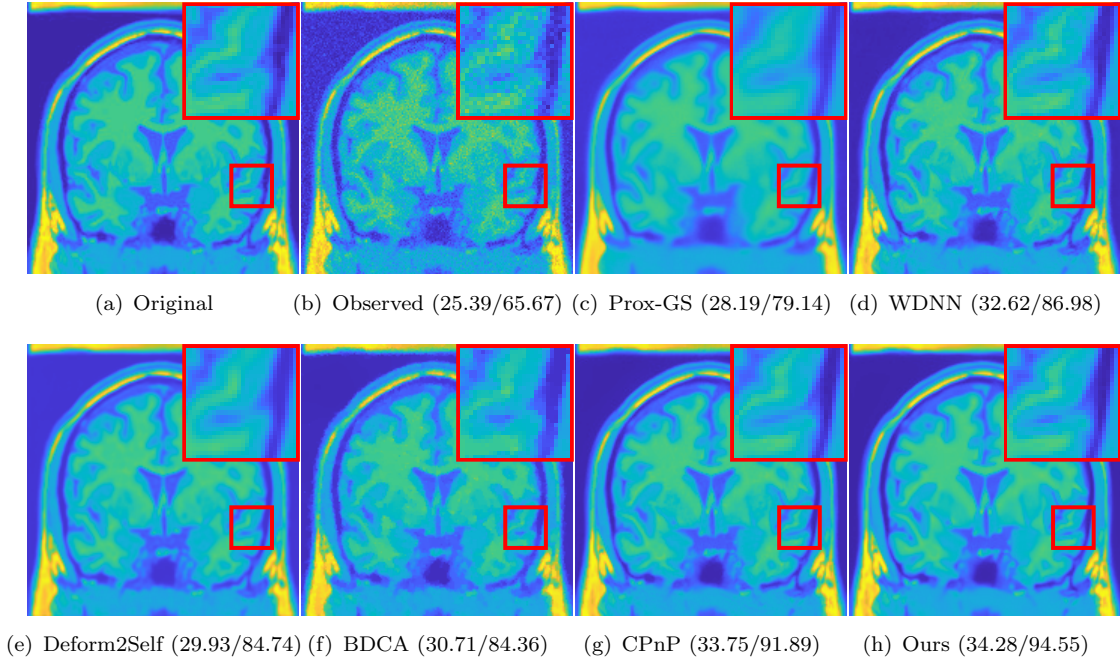 (a) Original
(b) Observed (25.39/65.67)
(c) Prox-GS (28.19/79.14)
(d) WDNN (32.62/86.98)
(e) Deform2Self (29.93/84.74)
(f) BDCA (30.71/84.36)
(g) CPnP (33.75/91.89)
(h) Ours (34.28/94.55)